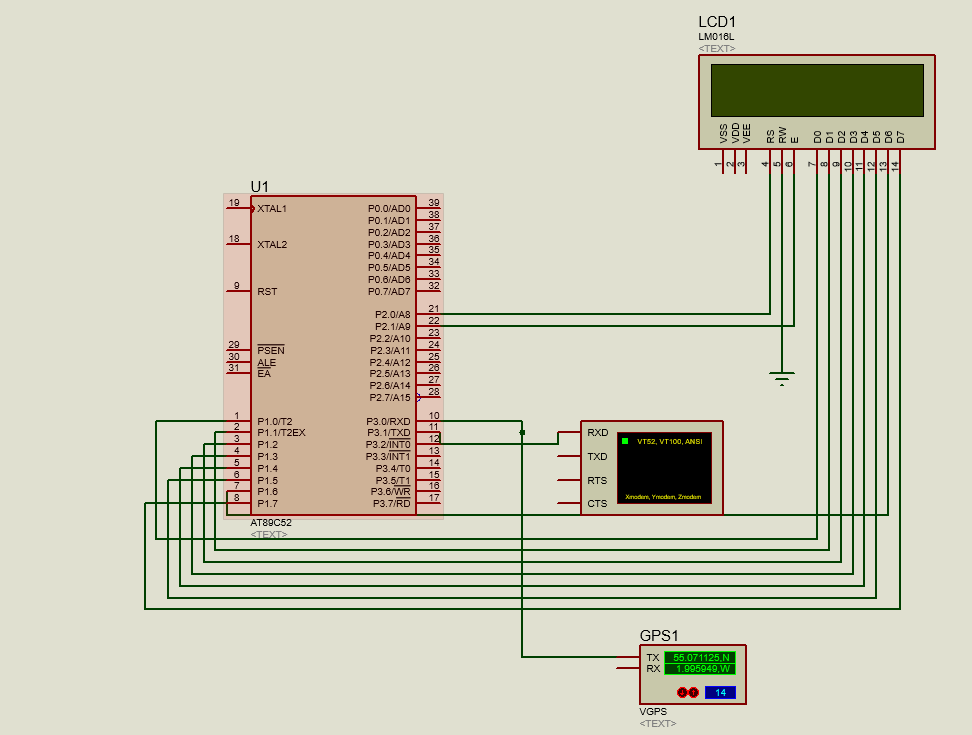 LCD1
LM016L
<TEXT>
VSS VDD VEE RS RW E D0 D1 D2 D3 D4 D5 D6 D7
1 2 3 4 5 6 7 8 9 10 11 12 13 14
U1
19 XTAL1 P0.0/AD0 39
P0.1/AD1 38
P0.2/AD2 37
18 XTAL2 P0.3/AD3 36
P0.4/AD4 35
P0.5/AD5 34
P0.6/AD6 33
9 RST P0.7/AD7 32
P2.0/A8 21
P2.1/A9 22
P2.2/A10 23
29 PSEN P2.3/A11 24
30 ALE P2.4/A12 25
31 EA P2.5/A13 26
P2.6/A14 27
P2.7/A15 28
1 P1.0/T2 P3.0/RXD 10
2 P1.1/T2EX P3.1/TXD 11
3 P1.2 P3.2/INT0 12
4 P1.3 P3.3/INT1 13
5 P1.4 P3.4/T0 14
6 P1.5 P3.5/T1 15
7 P1.6 P3.6/WR 16
8 P1.7 P3.7/RD 17
AT89C52
<TEXT>
RXD
TXD
RTS
CTS
VT52, VT100, ANSI
Xmodem, Ymodem, Zmodem
GPS1
TX 55.071125,N
RX 1.995949,W
14
VGPS
<TEXT>